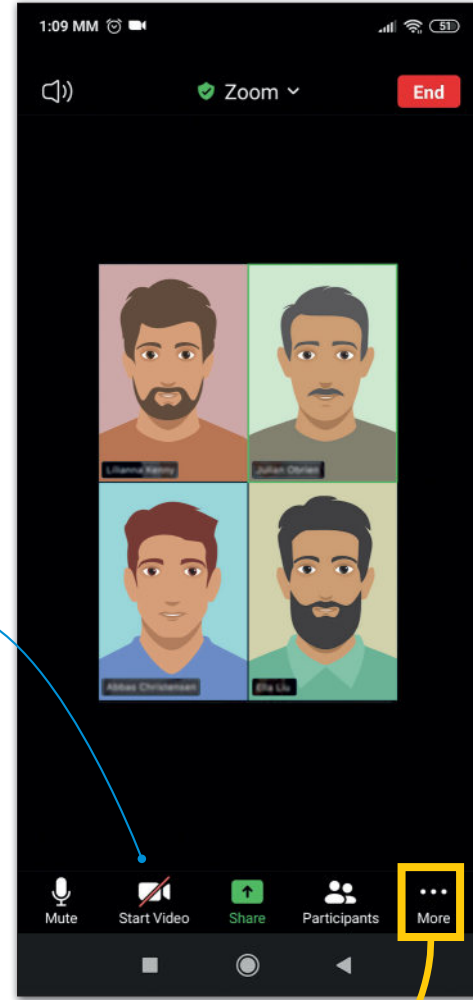 1:09 MM 51
Zoom End
Lilianna Kenny Julian Obrien
Abbas Christensen Ella Liu
Mute Start Video Share Participants More